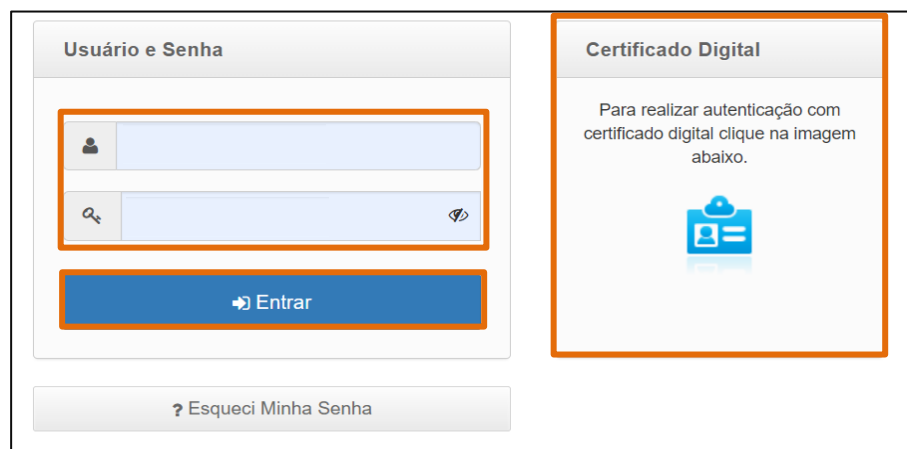 Usuário e Senha
Entrar
? Esqueci Minha Senha
Certificado Digital
Para realizar autenticação com
certificado digital clique na imagem
abaixo.